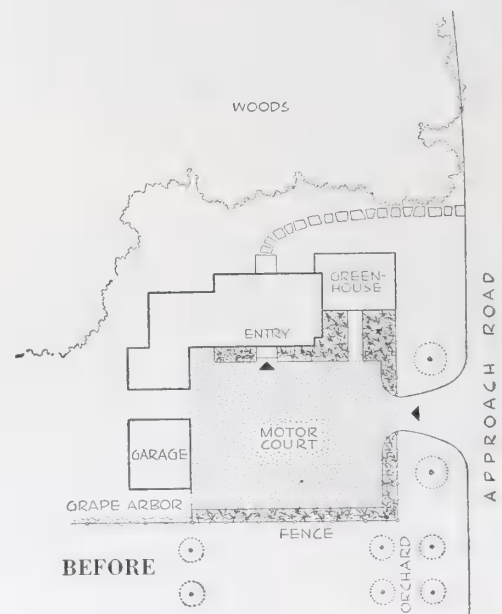 WOODS
GREEN-
HOUSE
ENTRY
APPROACH ROAD
MOTOR
COURT
GARAGE
GRAPE ARBOR
FENCE
BEFORE
ORCHARD